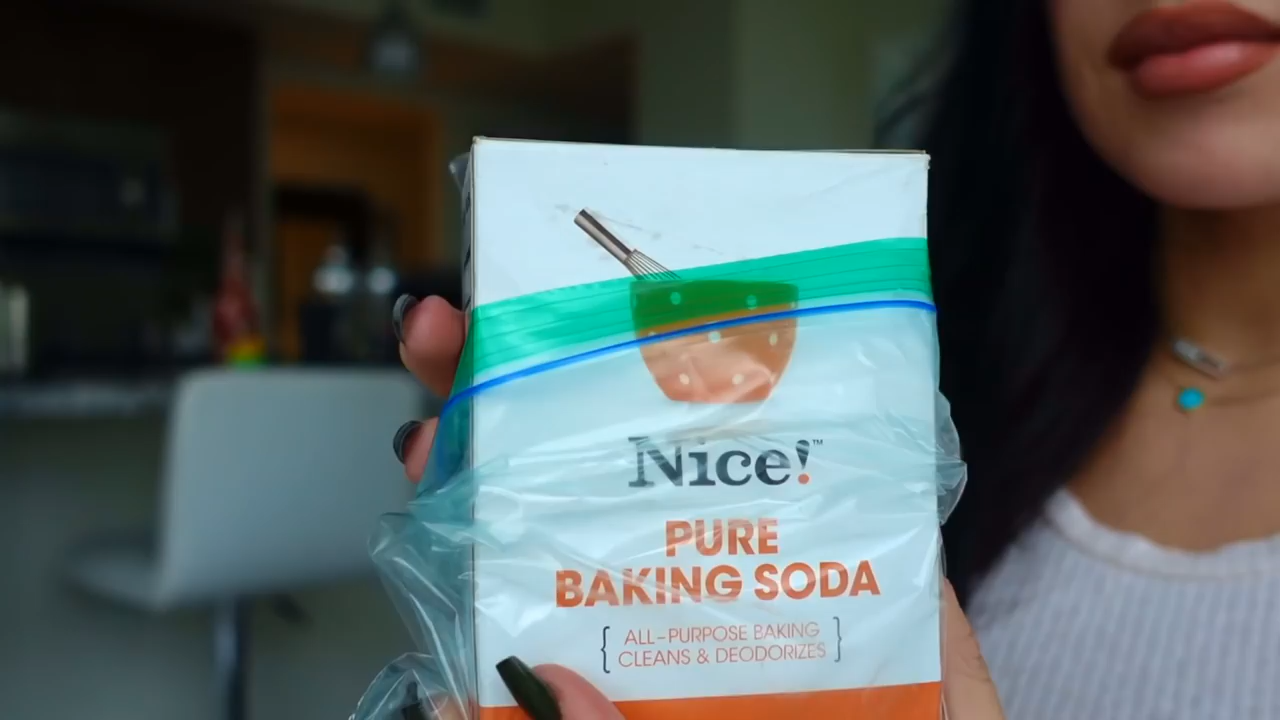 Nice!™
PURE
BAKING SODA
ALL-PURPOSE BAKING
CLEANS & DEODORIZES